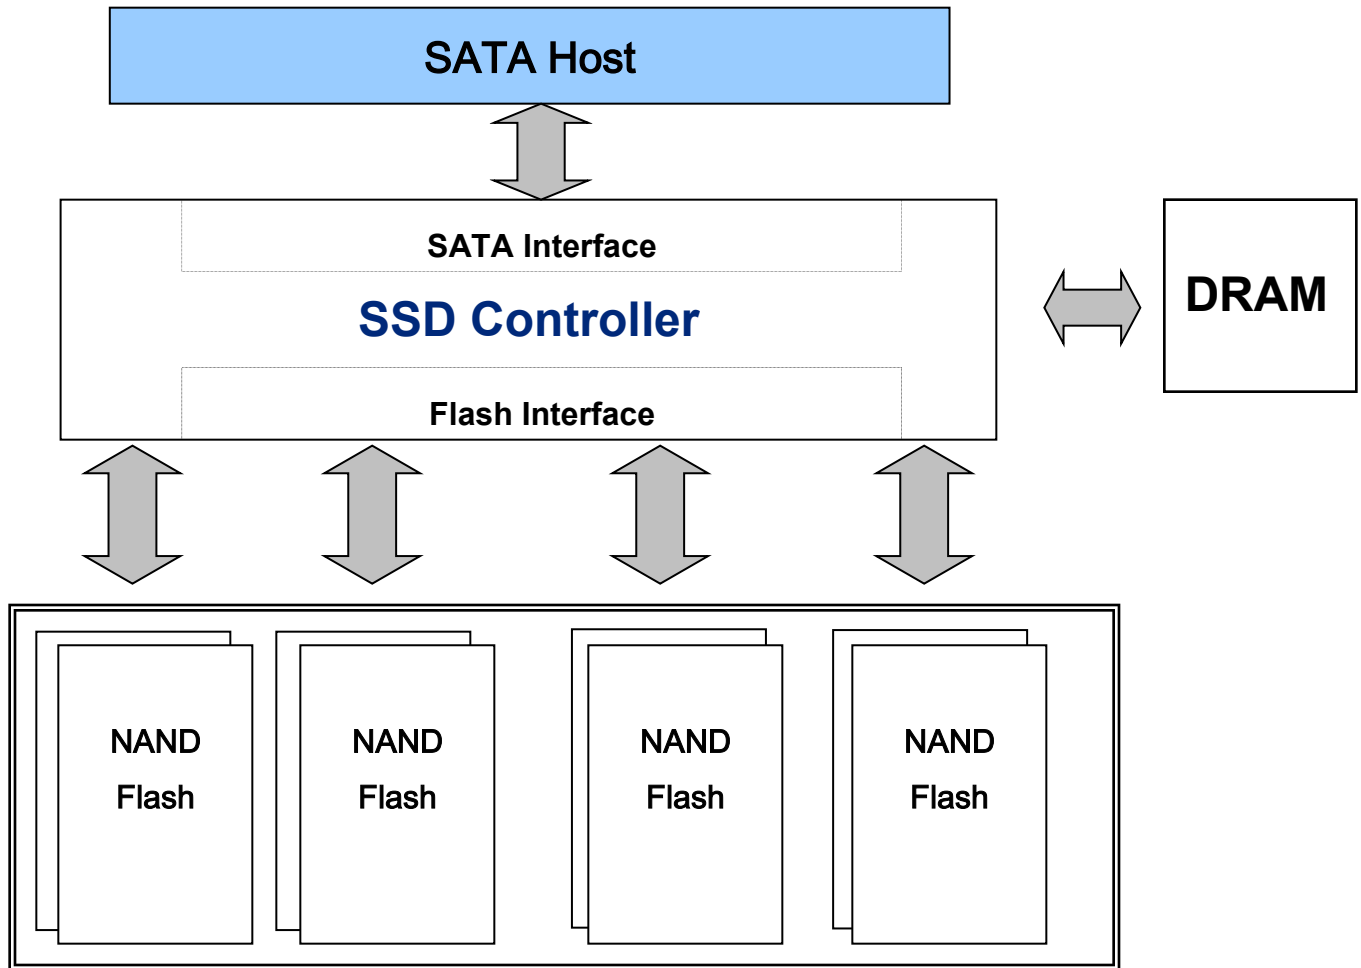 SATA Host
SATA Interface
SSD Controller
DRAM
Flash Interface
NAND
Flash
NAND
Flash
NAND
Flash
NAND
Flash